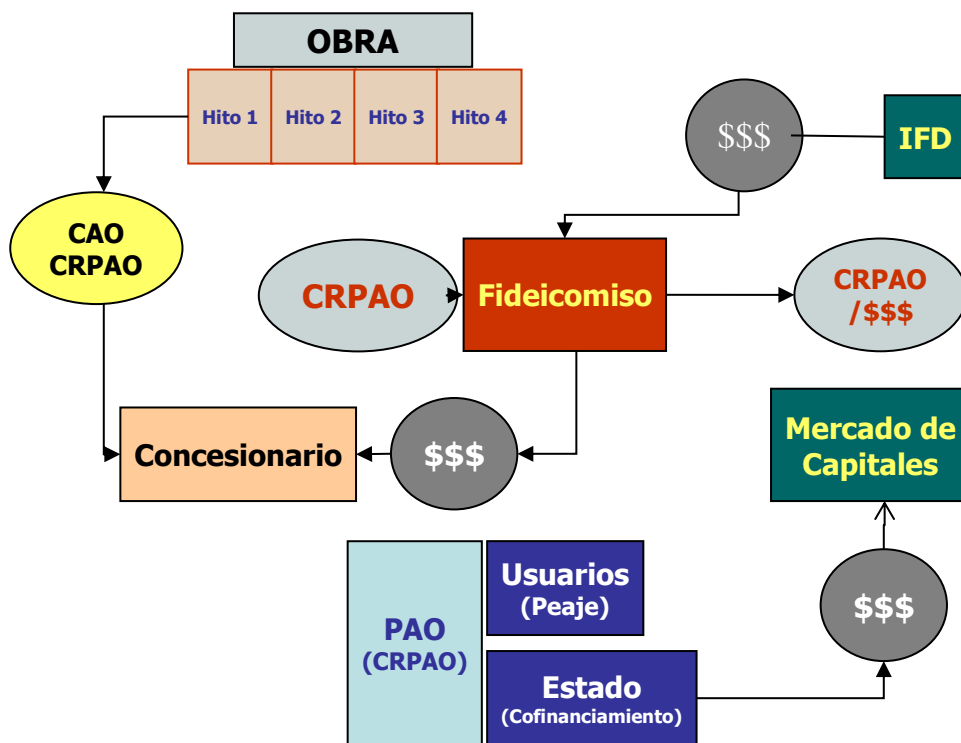 OBRA
Hito 1
Hito 2
Hito 3
Hito 4
$$$
IFD
CAO
CRPAO
CRPAO
Fideicomiso
CRPAO
/$$$
Concesionario
$$$
Mercado de
Capitales
PAO
(CRPAO)
Usuarios
(Peaje)
Estado
(Cofinanciamiento)
$$$